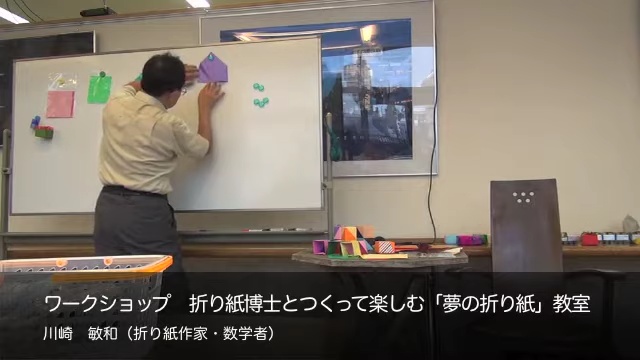 ワークショップ　折り紙博士とつくって楽しむ「夢の折り紙」教室
川崎　敏和（折り紙作家・数学者）